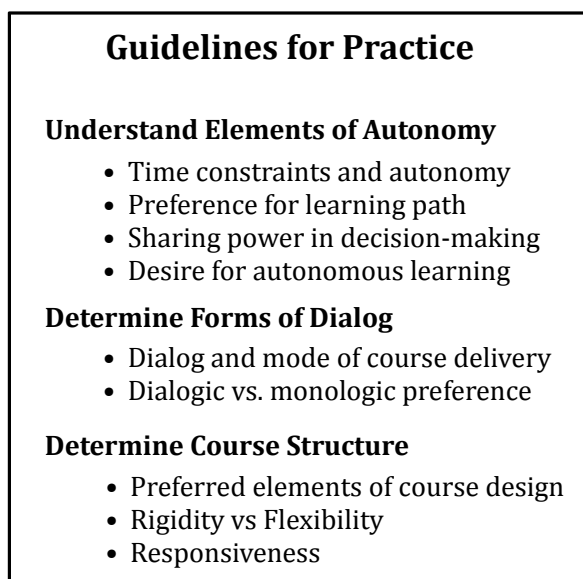 Guidelines for Practice
Understand Elements of Autonomy
• Time constraints and autonomy
• Preference for learning path
• Sharing power in decision-making
• Desire for autonomous learning
Determine Forms of Dialog
• Dialog and mode of course delivery
• Dialogic vs. monologic preference
Determine Course Structure
• Preferred elements of course design
• Rigidity vs Flexibility
• Responsiveness